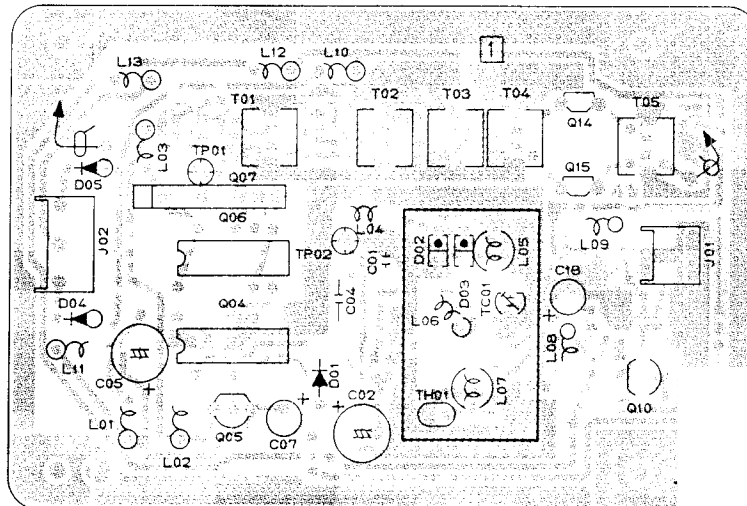 1
L13
L12
L10
T01
T02
T03
T04
T05
Q14
L03
TP01
Q15
D05
Q07
Q06
L04
J02
TP02
C01
D02
L05
L09
J01
C18
D03
TC01
C04
D04
Q04
L06
L08
L11
C05
D01
L07
C02
TH01
Q10
L01
L02
Q05
C07